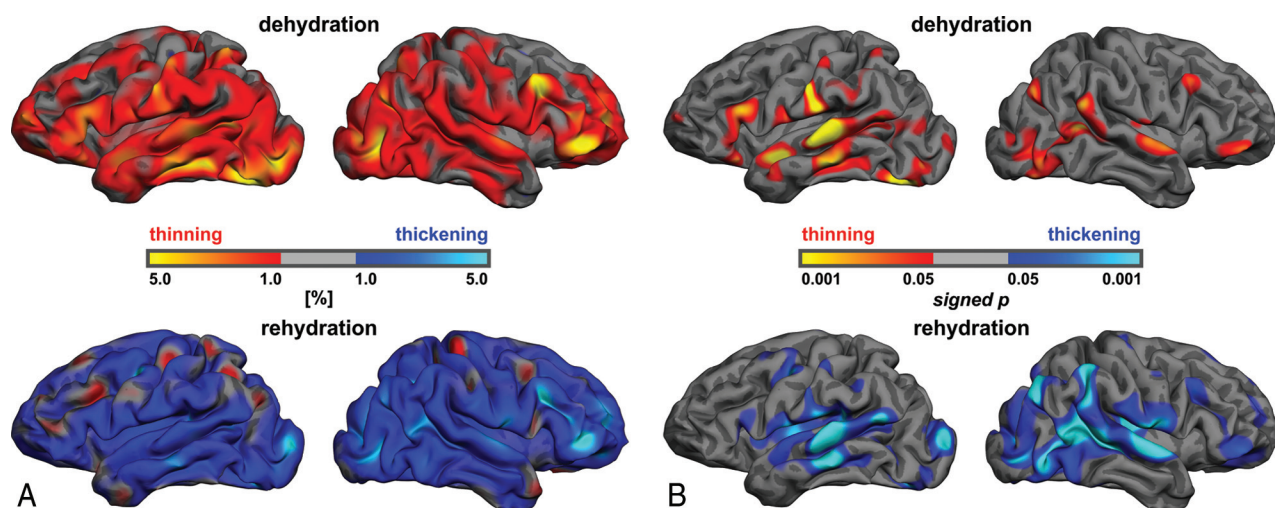 dehydration
thinning thickening
5.0 1.0 1.0 5.0
[%]
rehydration
A
dehydration
thinning thickening
0.001 0.05 0.05 0.001
signed p
rehydration
B